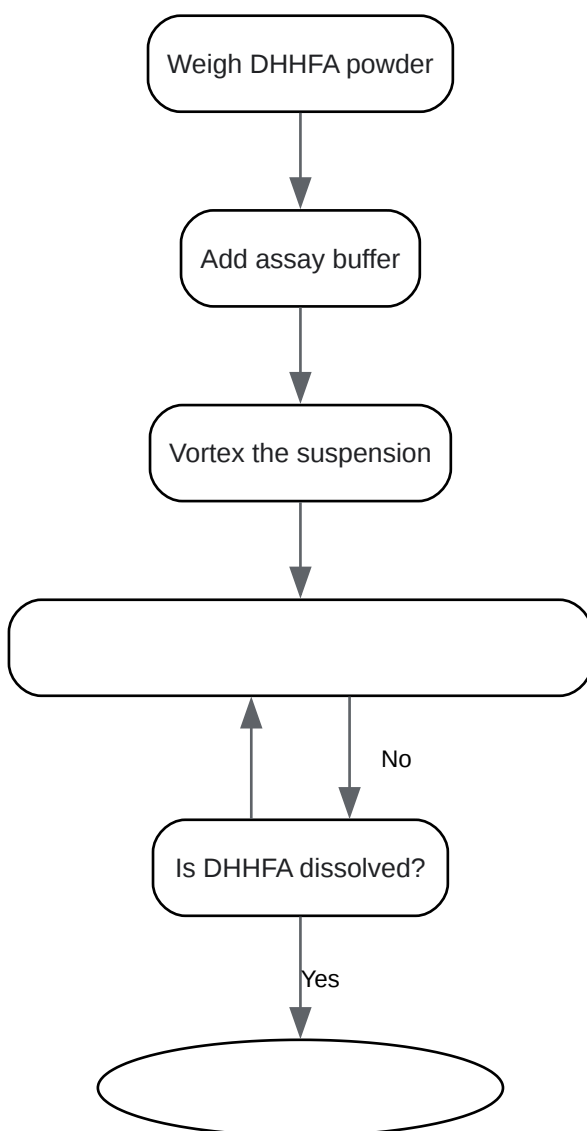 Weigh DHHFA powder
Add assay buffer
Vortex the suspension
No
Is DHHFA dissolved?
Yes